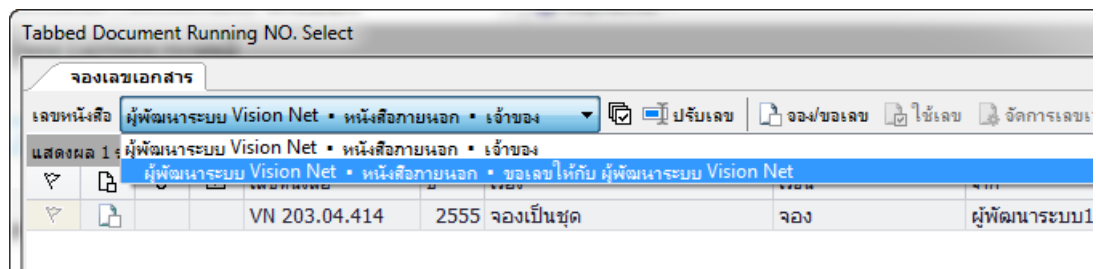 Tabbed Document Running NO. Select
จองเลขเอกสาร
เลขหนังสือ ผู้พัฒนาระบบ Vision Net ▪ หนังสือภายนอก ▪ เจ้าของ ปรับเลข จอง/ขอเลข ใช้เลข
ผู้พัฒนาระบบ Vision Net ▪ หนังสือภายนอก ▪ เจ้าของ
แสดงผล 1
ผู้พัฒนาระบบ Vision Net ▪ หนังสือภายนอก ▪ ขอเลขให้กับ ผู้พัฒนาระบบ Vision Net
VN 203.04.414 2555 จองเป็นชุด จอง ผู้พัฒนาระบบ1